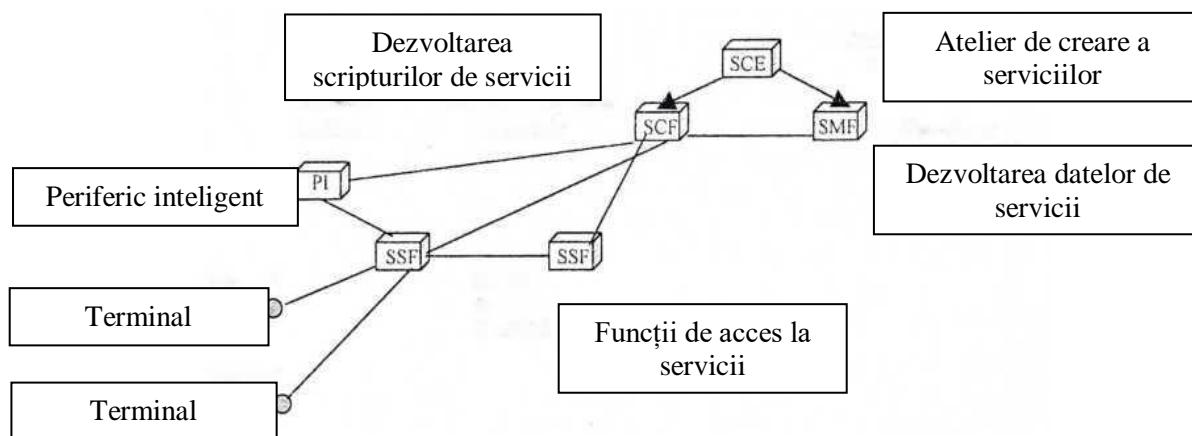 Dezvoltarea
scripturilor de servicii
SCE
Atelier de creare a
serviciilor
SCF
SMF
Periferic inteligent
PI
Dezvoltarea datelor de
servicii
SSF
SSF
Terminal
Funcții de acces la
servicii
Terminal